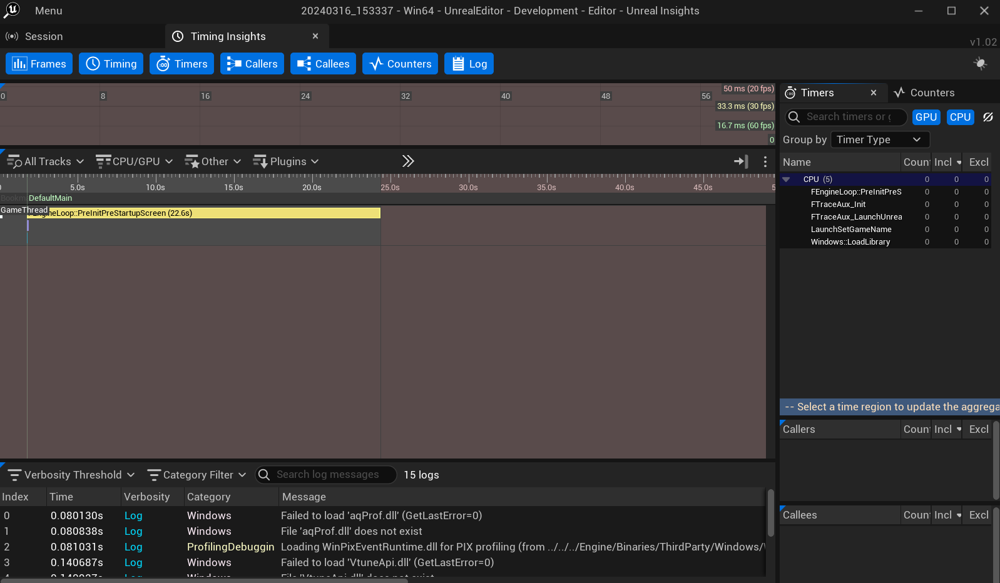 Menu
20240316_153337 - Win64 - UnrealEditor - Development - Editor - Unreal Insights
Session
Timing Insights
v1.02
Frames
Timing
Timers
Callers
Callees
Counters
Log
0 8 16 24 32 40 48 56
50 ms (20 fps)
33.3 ms (30 fps)
16.7 ms (60 fps)
0
All Tracks
CPU/GPU
Other
Plugins
5.0s 10.0s 15.0s 20.0s 25.0s 30.0s 35.0s 40.0s 45.0s 5
DefaultMain
GameThread
gineLoop::PreInitPreStartupScreen (22.6s)
Verbosity Threshold
Category Filter
Search log messages
15 logs
Index Time Verbosity Category Message
0 0.080130s Log Windows Failed to load 'aqProf.dll' (GetLastError=0)
1 0.080838s Log Windows File 'aqProf.dll' does not exist
2 0.081031s Log ProfilingDebuggin Loading WinPixEventRuntime.dll for PIX profiling (from ../../../Engine/Binaries/ThirdParty/Windows/
3 0.140687s Log Windows Failed to load 'VtuneApi.dll' (GetLastError=0)
File 'VtuneApi.dll' does not exist
Timers
Counters
Search timers or g
GPU
CPU
Group by
Timer Type
Name Coun Incl Excl
CPU (5) 0 0 0
FEngineLoop::PreInitPreS 0 0 0
FTraceAux_Init 0 0 0
FTraceAux_LaunchUnrea 0 0 0
LaunchSetGameName 0 0 0
Windows::LoadLibrary 0 0 0
-- Select a time region to update the aggrega
Callers Coun Incl Excl
Callees Coun Incl Excl